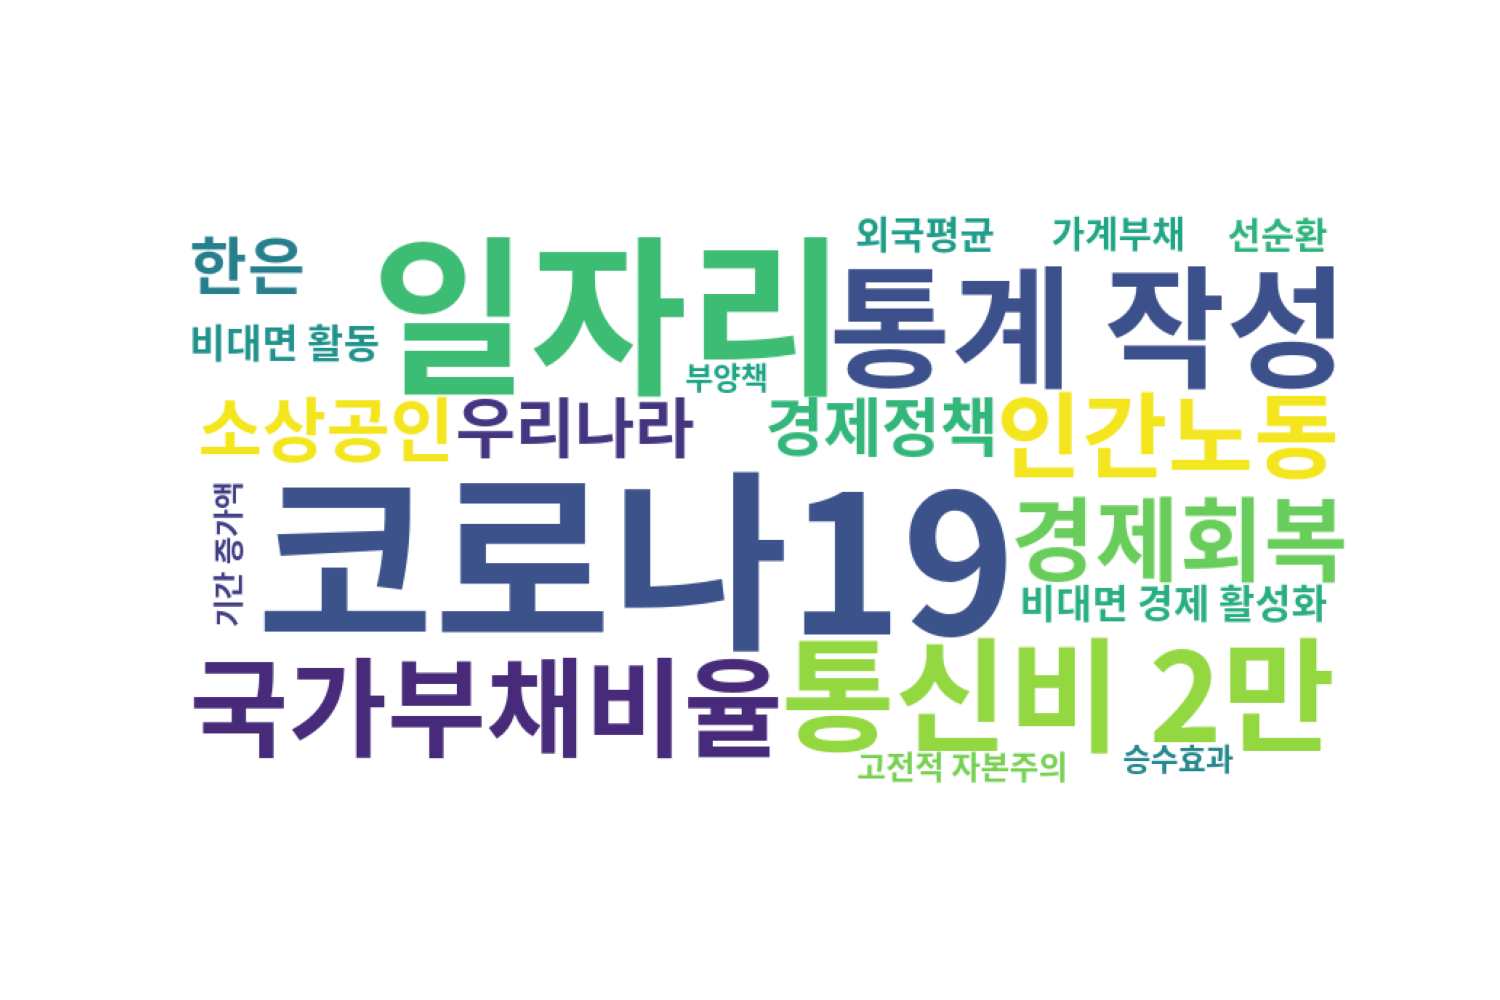 외국평균 가계부채 선순환
한은 일자리 통계 작성
비대면 활동
부양책
소상공인 우리나라 경제정책 인간노동
기간 증가액
코로나19 경제회복
비대면 경제 활성화
국가부채비율 통신비 2만
고전적 자본주의 승수효과